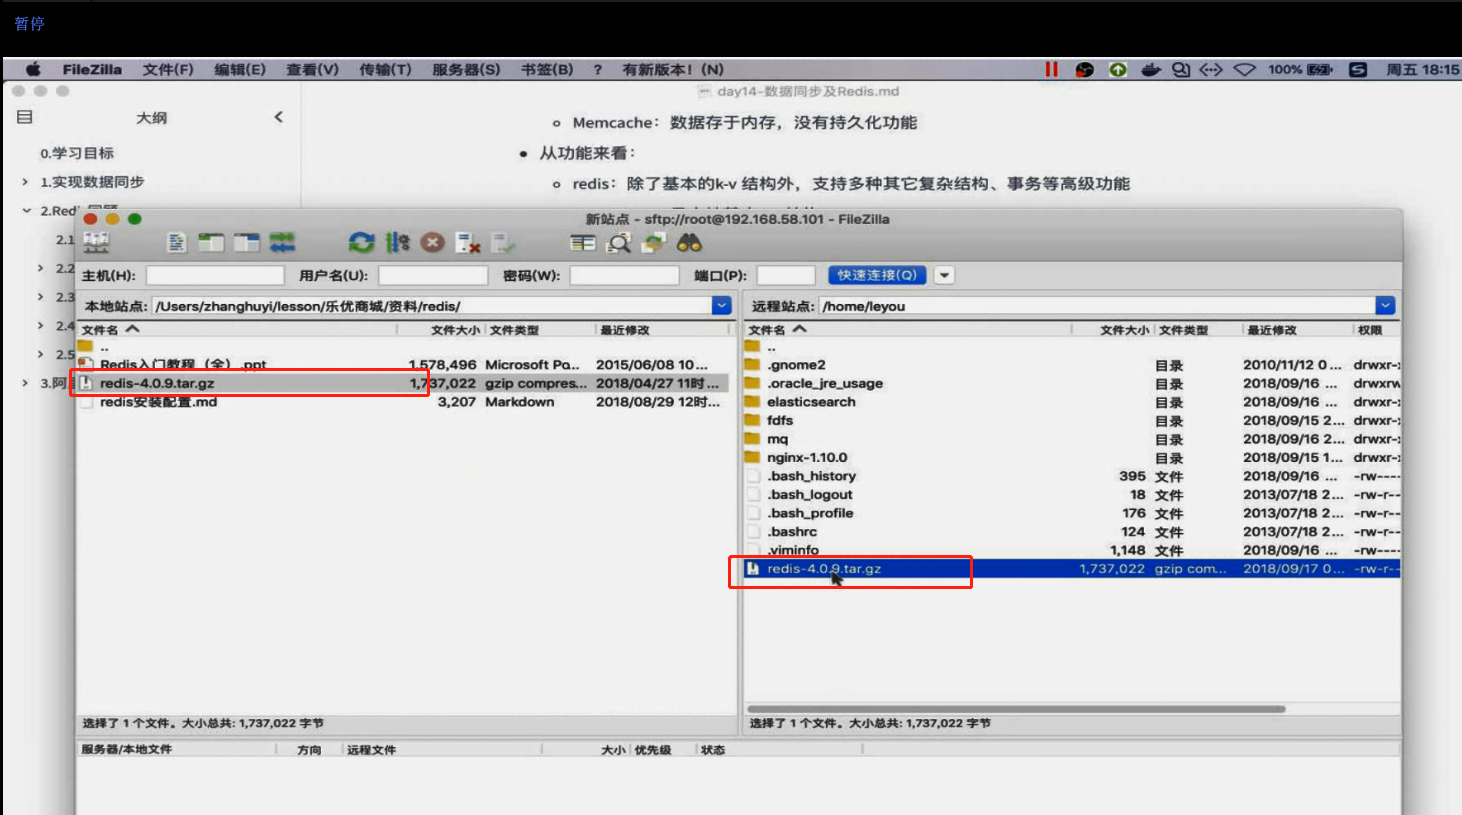 暂停
FileZilla 文件(F) 编辑(E) 查看(V) 传输(T) 服务器(S) 书签(B) ? 有新版本! (N) 100% 周五 18:15
day14-数据同步及Redis.md
大纲
Memcache：数据存于内存，没有持久化功能
0.学习目标
从功能来看：
1.实现数据同步
redis：除了基本的k-v 结构外，支持多种其它复杂结构、事务等高级功能
2.Red
新站点 - sftp://root@192.168.58.101 - FileZilla
2.1
2.2
主机(H): 用户名(U): 密码(W): 端口(P): 快速连接(Q)
2.3
本地站点: /Users/zhanghuyi/lesson/乐优商城/资料/redis/
2.4
文件名 文件大小 文件类型 最近修改
..
2.5
Redis入门教程（全）.ppt 1,578,496 Microsoft Po... 2015/06/08 10...
3.阿
redis-4.0.9.tar.gz 1,737,022 gzip compres... 2018/04/27 11时...
redis安装配置.md 3,207 Markdown 2018/08/29 12时...
选择了 1 个文件。大小总共: 1,737,022 字节
远程站点: /home/leyou
文件名 文件大小 文件类型 最近修改 权限
..
.gnome2 目录 2010/11/12 0... drwxr-
.oracle_jre_usage 目录 2018/09/16 ... drwxrw
elasticsearch 目录 2018/09/16 ... drwxr-
fdfs 目录 2018/09/15 2... drwxr-
mq 目录 2018/09/16 2... drwxr-
nginx-1.10.0 目录 2018/09/15 1... drwxr-
.bash_history 395 文件 2018/09/16 ... -rw----
.bash_logout 18 文件 2013/07/18 2... -rw-r--
.bash_profile 176 文件 2013/07/18 2... -rw-r--
.bashrc 124 文件 2013/07/18 2... -rw-r--
.viminfo 1,148 文件 2018/09/16 ... -rw----
redis-4.0.9.tar.gz 1,737,022 gzip com... 2018/09/17 0... -rw-r--
选择了 1 个文件。大小总共: 1,737,022 字节
服务器/本地文件 方向 远程文件 大小 优先级 状态